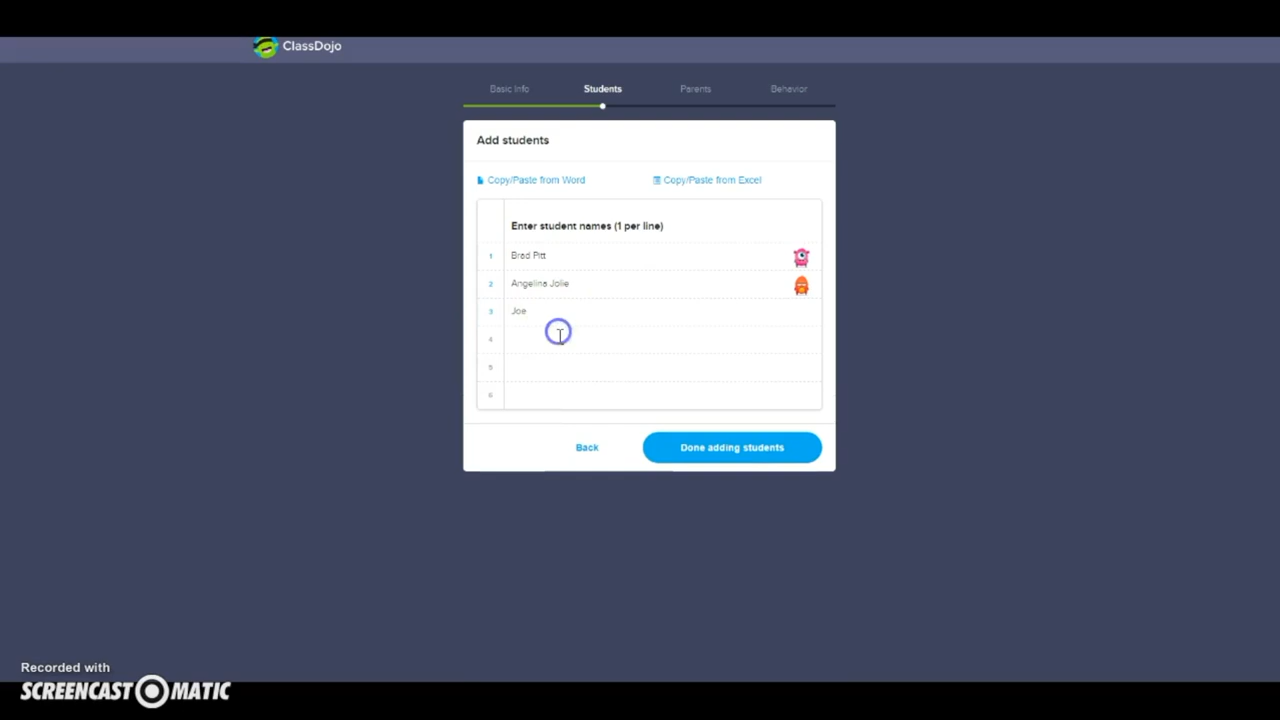 ClassDojo
Basic Info Students Parents Behavior
Add students
Copy/Paste from Word Copy/Paste from Excel
Enter student names (1 per line)
1 Brad Pitt
2 Angelina Jolie
3 Joe
4
5
6
Back Done adding students
Recorded with
SCREENCAST MATIC